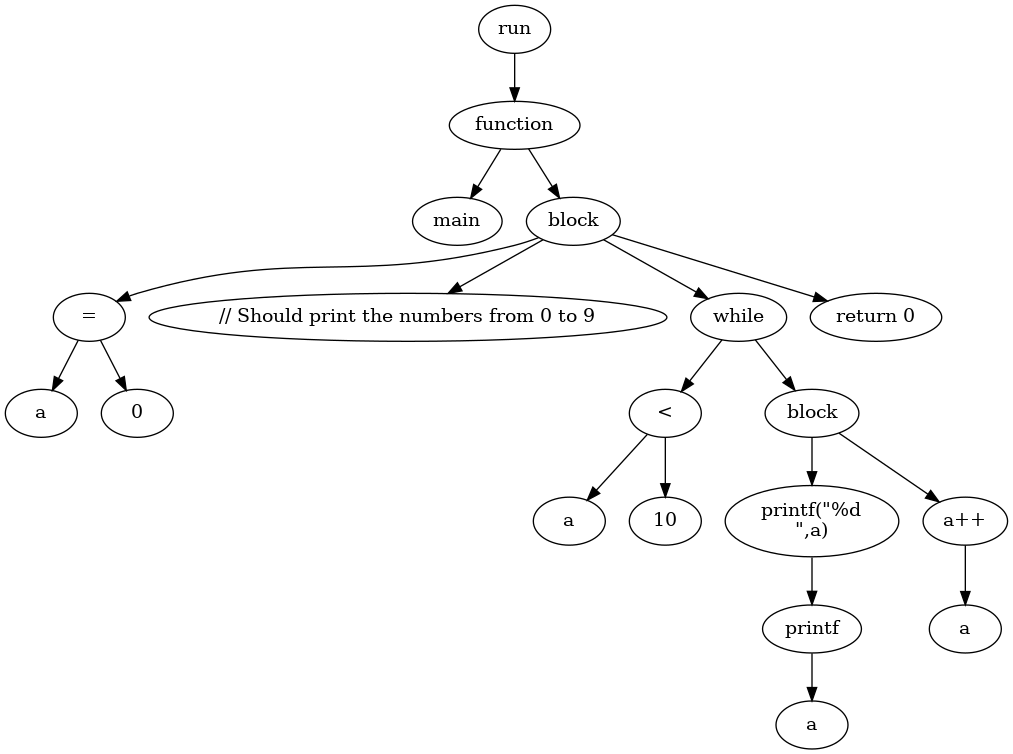 run
function
main
block
=
// Should print the numbers from 0 to 9
while
return 0
a
0
<
block
a
10
printf("%d
",a)
a++
printf
a
a